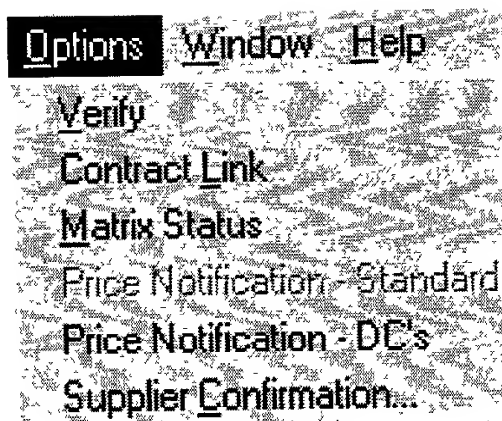 Options Window Help
Verify
Contract Link
Matrix Status
Price Notification - Standard
Price Notification - DC's
Supplier Confirmation...